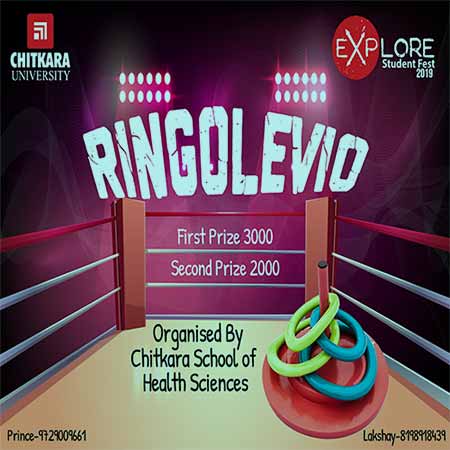 CHITKARA
UNIVERSITY
EXPLORE
Student Fest
2019
RINGOLEVIO
First Prize 3000
Second Prize 2000
Organised By
Chitkara School of
Health Sciences
Prince-9729009661
Lakshay-8198918439